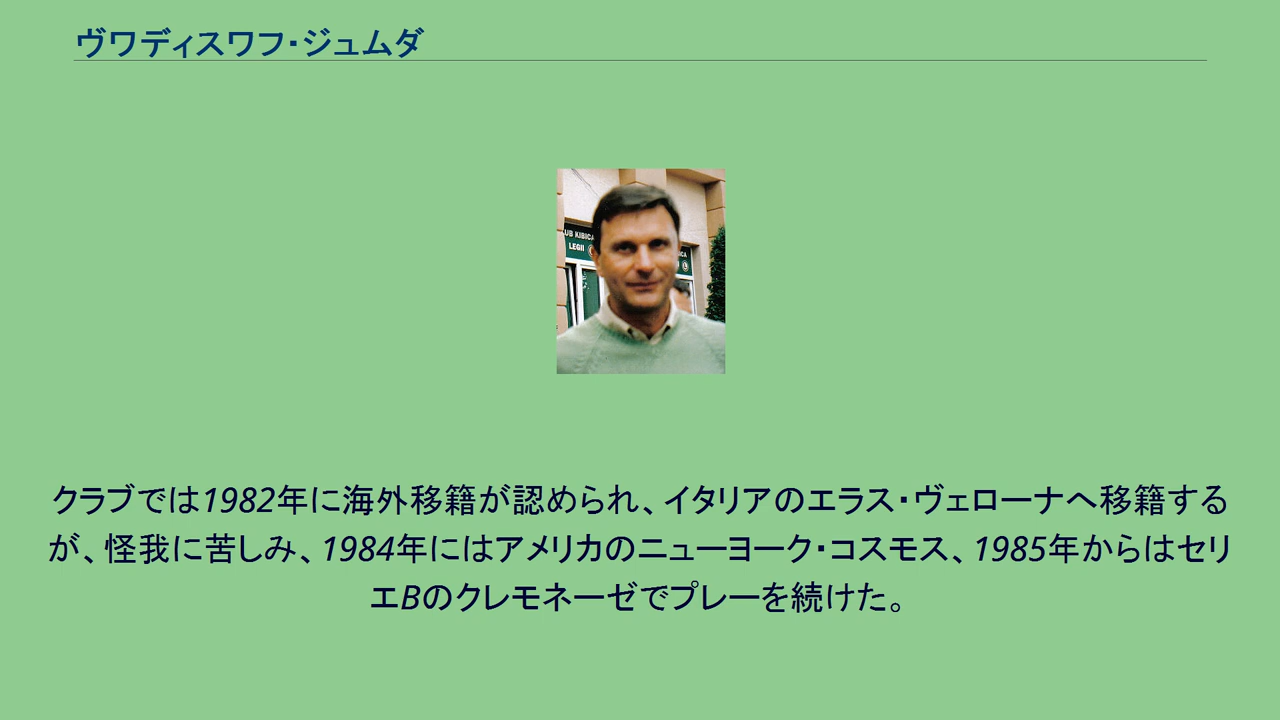 ヴワディスワフ・ジュムダ
UB KIBICA
LEGII
クラブでは1982年に海外移籍が認められ、イタリアのエラス・ヴェローナへ移籍する
が、怪我に苦しみ、1984年にはアメリカのニューヨーク・コスモス、1985年からはセリ
エBのクレモネーゼでプレーを続けた。